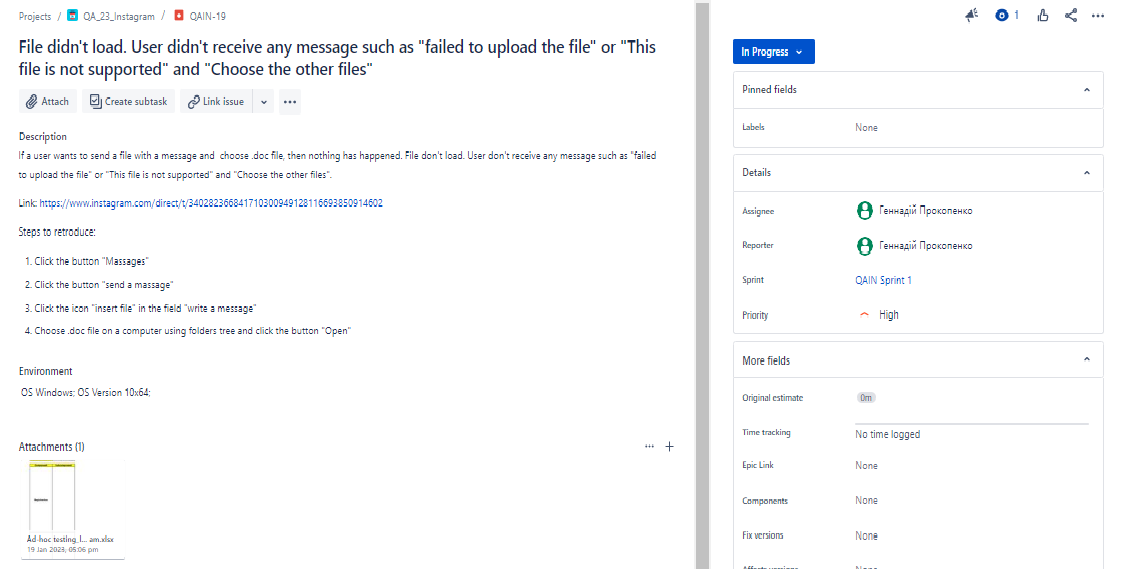 Projects / QA_23_Instagram / QAIN-19
1
File didn't load. User didn't receive any message such as "failed to upload the file" or "This
file is not supported" and "Choose the other files"
Attach Create subtask Link issue
Description
If a user wants to send a file with a message and choose .doc file, then nothing has happened. File don't load. User don't receive any message such as "failed
to upload the file" or "This file is not supported" and "Choose the other files".
Link: https://www.instagram.com/direct/t/340282366841710300949128116693850914602
Steps to retroduce:
1. Click the button "Massages"
2. Click the button "send a massage"
3. Click the icon "insert file" in the field "write a message"
4. Choose .doc file on a computer using folders tree and click the button "Open"
Environment
OS Windows; OS Version 10x64;
Attachments (1)
Ad-hoc testing_I... am.xlsx
19 Jan 2023, 05:06 pm
In Progress
Pinned fields
Labels None
Details
Assignee Геннадій Прокопенко
Reporter Геннадій Прокопенко
Sprint QAIN Sprint 1
Priority High
More fields
Original estimate 0m
Time tracking No time logged
Epic Link None
Components None
Fix versions None
Affects versions None